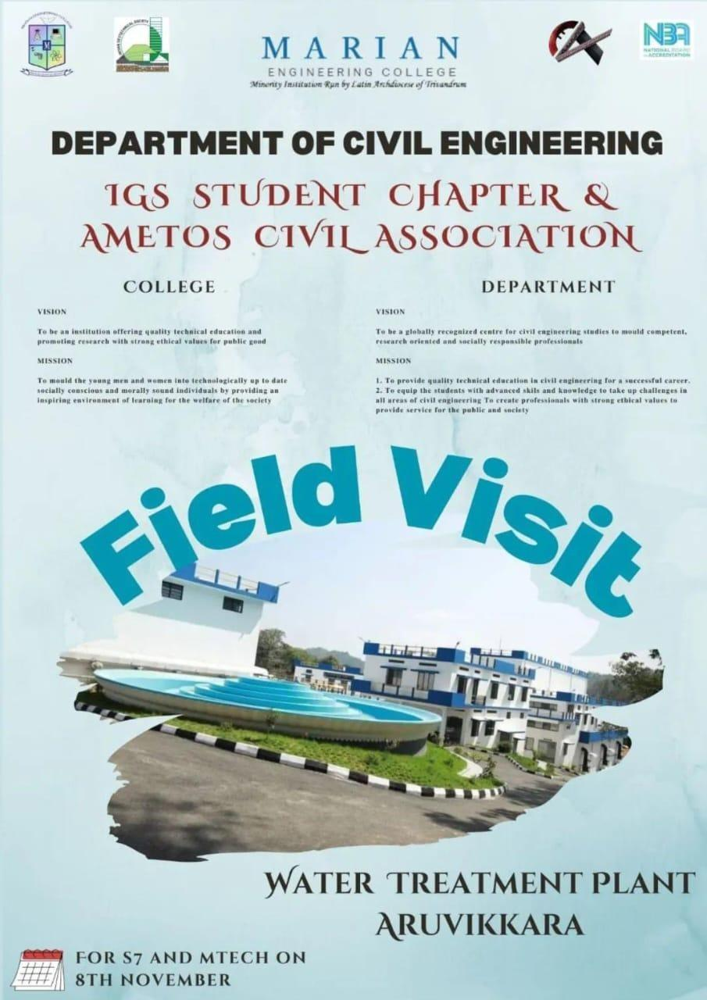 MARIAN
ENGINEERING COLLEGE
Minority Institution Run by Latin Archdiocese of Trivandrum
NBA
NATIONAL BOARD
of ACCREDITATION
DEPARTMENT OF CIVIL ENGINEERING
IGS STUDENT CHAPTER &
AMETOS CIVIL ASSOCIATION
COLLEGE
VISION
To be an institution offering quality technical education and
promoting research with strong ethical values for public good
MISSION
To mould the young men and women into technologically up to date
socially conscious and morally sound individuals by providing an
inspiring environment of learning for the welfare of the society
DEPARTMENT
VISION
To be a globally recognized centre for civil engineering studies to mould competent,
research oriented and socially responsible professionals
MISSION
1. To provide quality technical education in civil engineering for a successful career.
2. To equip the students with advanced skils and knowledge to take up challenges in
all areas of civil engineering To create professionals with strong ethical values to
provide service for the public and society
Field Visit
WATER TREATMENT PLANT
ARUVIKKARA
FOR S7 AND MTECH ON
8TH NOVEMBER